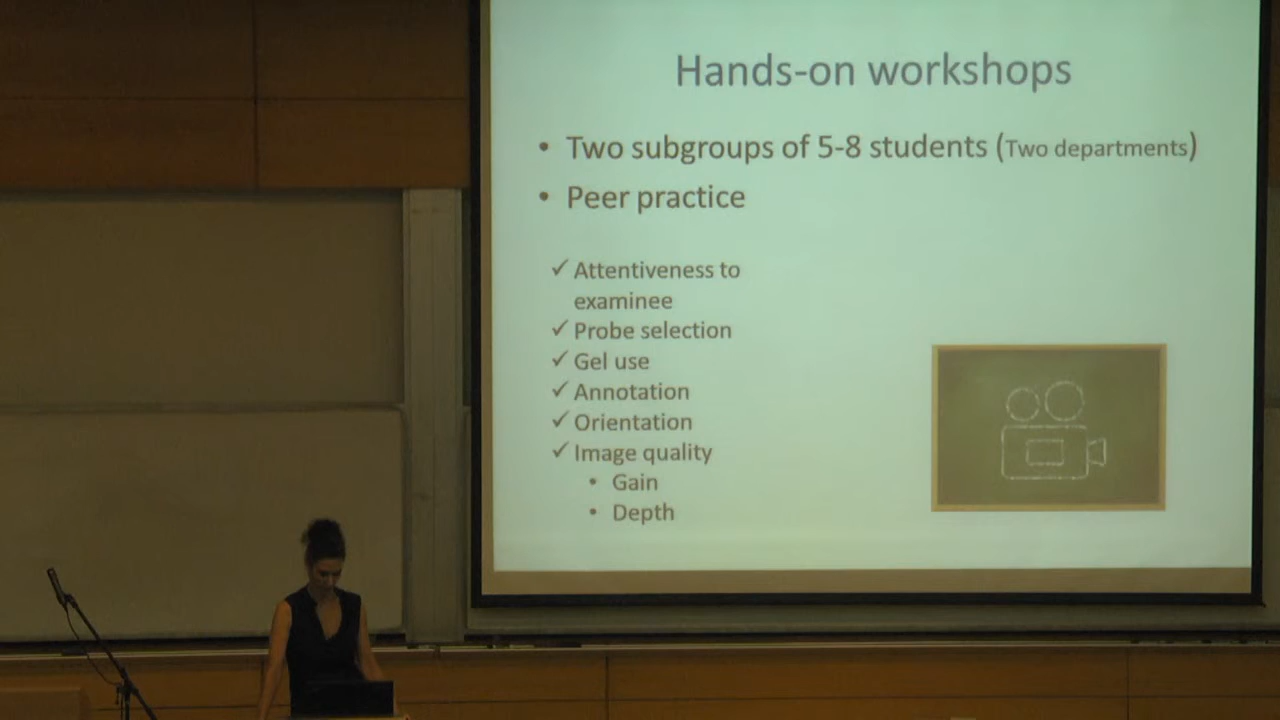 Hands-on workshops
• Two subgroups of 5-8 students (Two departments)
• Peer practice
✓ Attentiveness to
examinee
✓ Probe selection
✓ Gel use
✓ Annotation
✓ Orientation
✓ Image quality
• Gain
• Depth